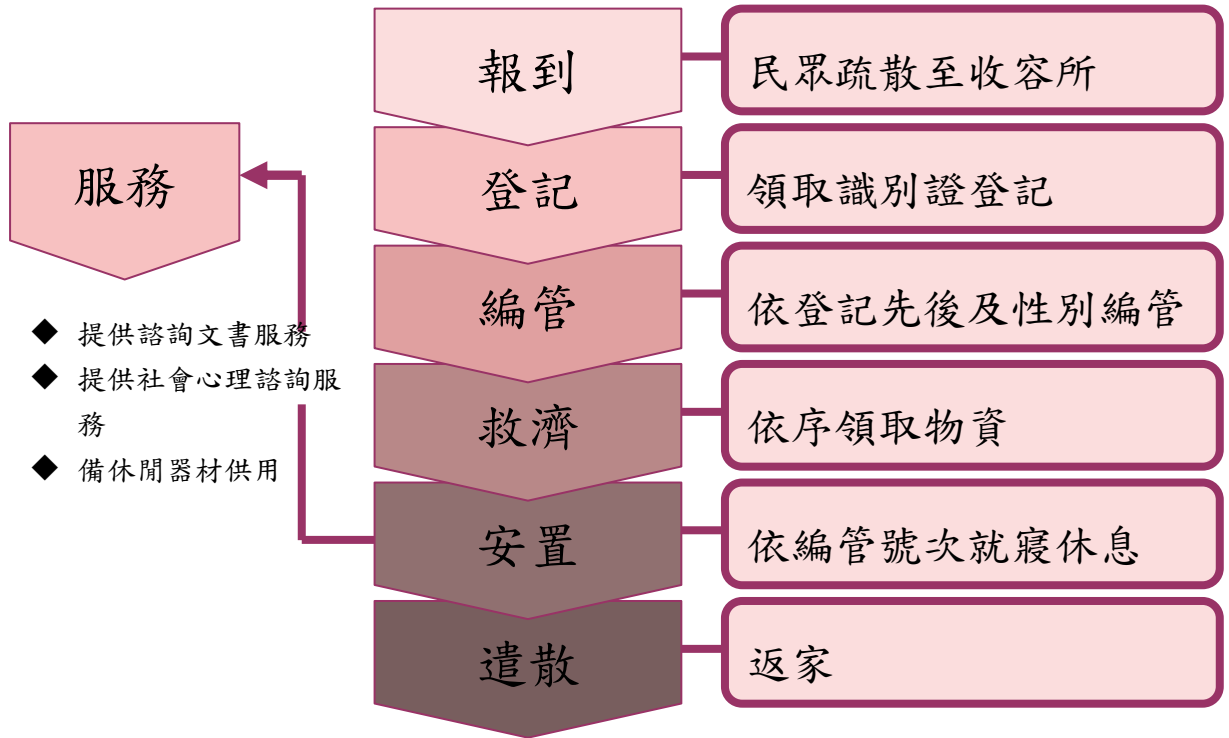 報到
民眾疏散至收容所
登記
領取識別證登記
編管
依登記先後及性別編管
救濟
依序領取物資
安置
依編管號次就寢休息
遣散
返家
服務
◆ 提供諮詢文書服務
◆ 提供社會心理諮詢服
務
◆ 備休閒器材供用